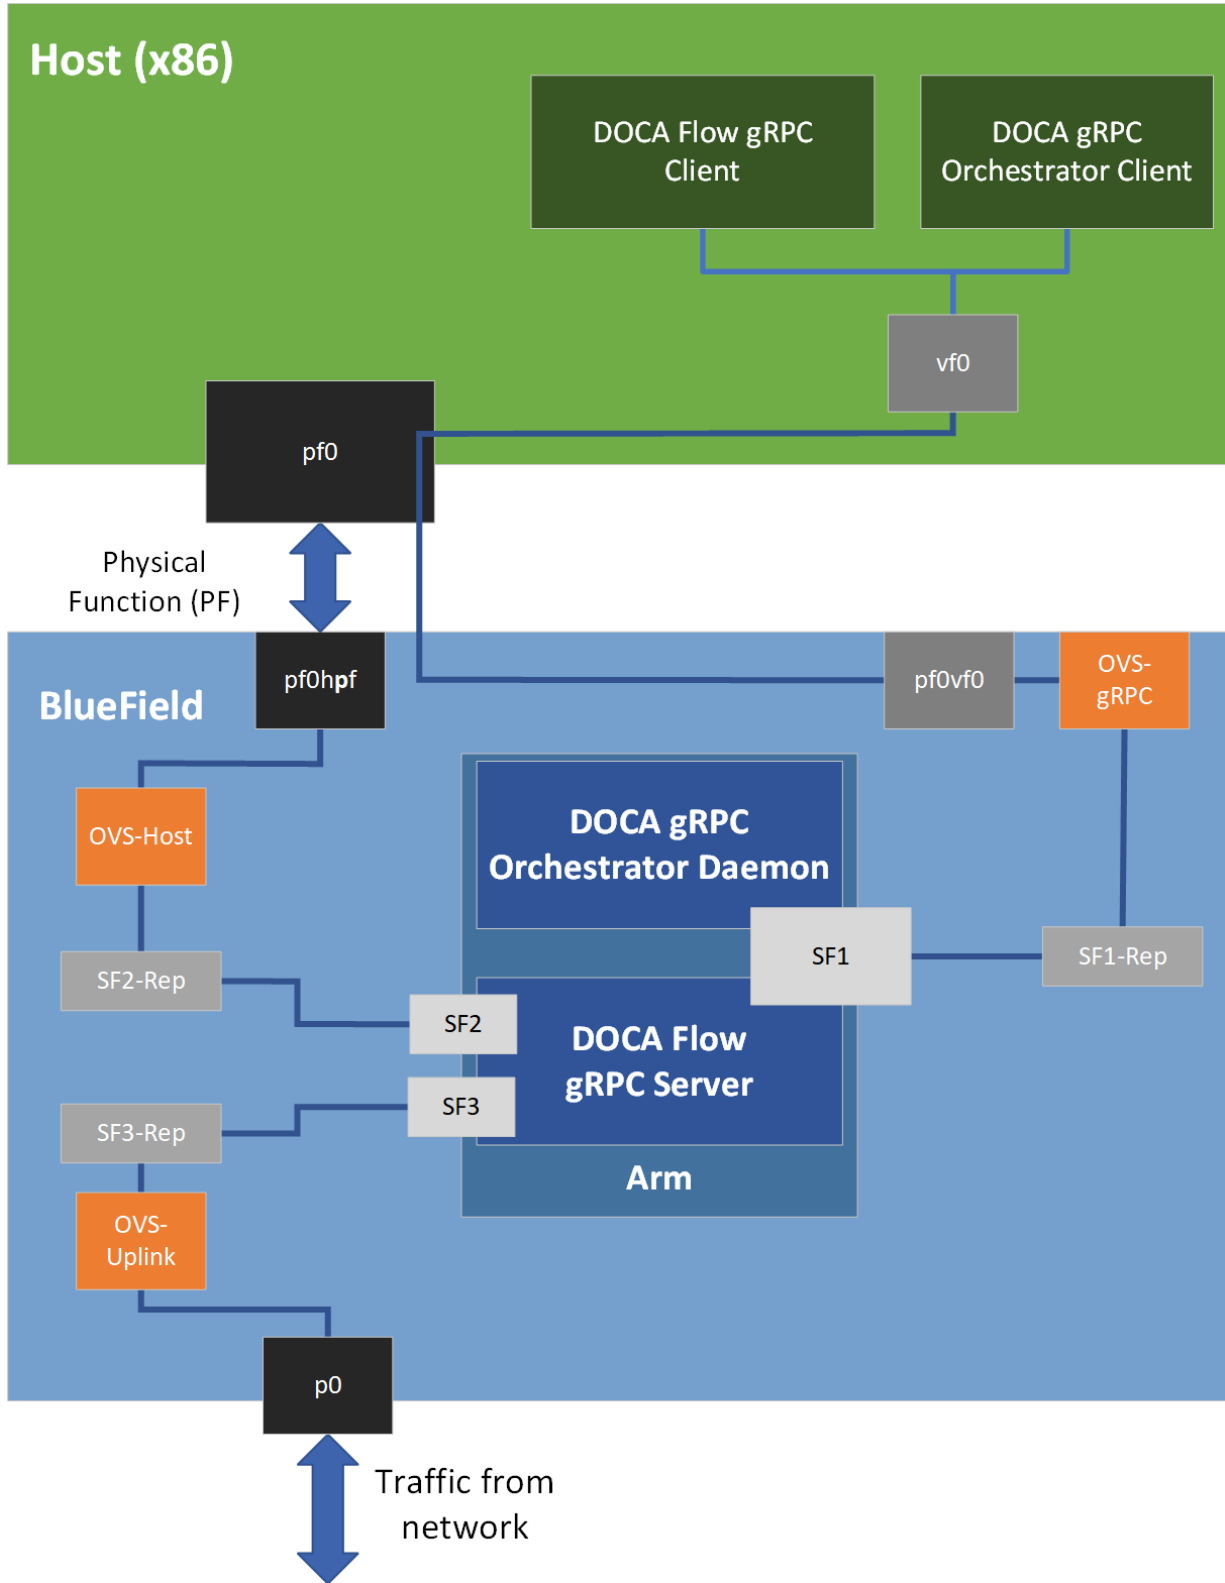 Host (x86)
DOCA Flow gRPC
Client
DOCA gRPC
Orchestrator Client
vf0
pf0
Physical
Function (PF)
pf0hpf
pf0vf0
OVS-
gRPC
BlueField
OVS-Host
DOCA gRPC
Orchestrator Daemon
SF1
SF1-Rep
SF2-Rep
SF2
DOCA Flow
gRPC Server
SF3
SF3-Rep
Arm
OVS-
Uplink
p0
Traffic from
network